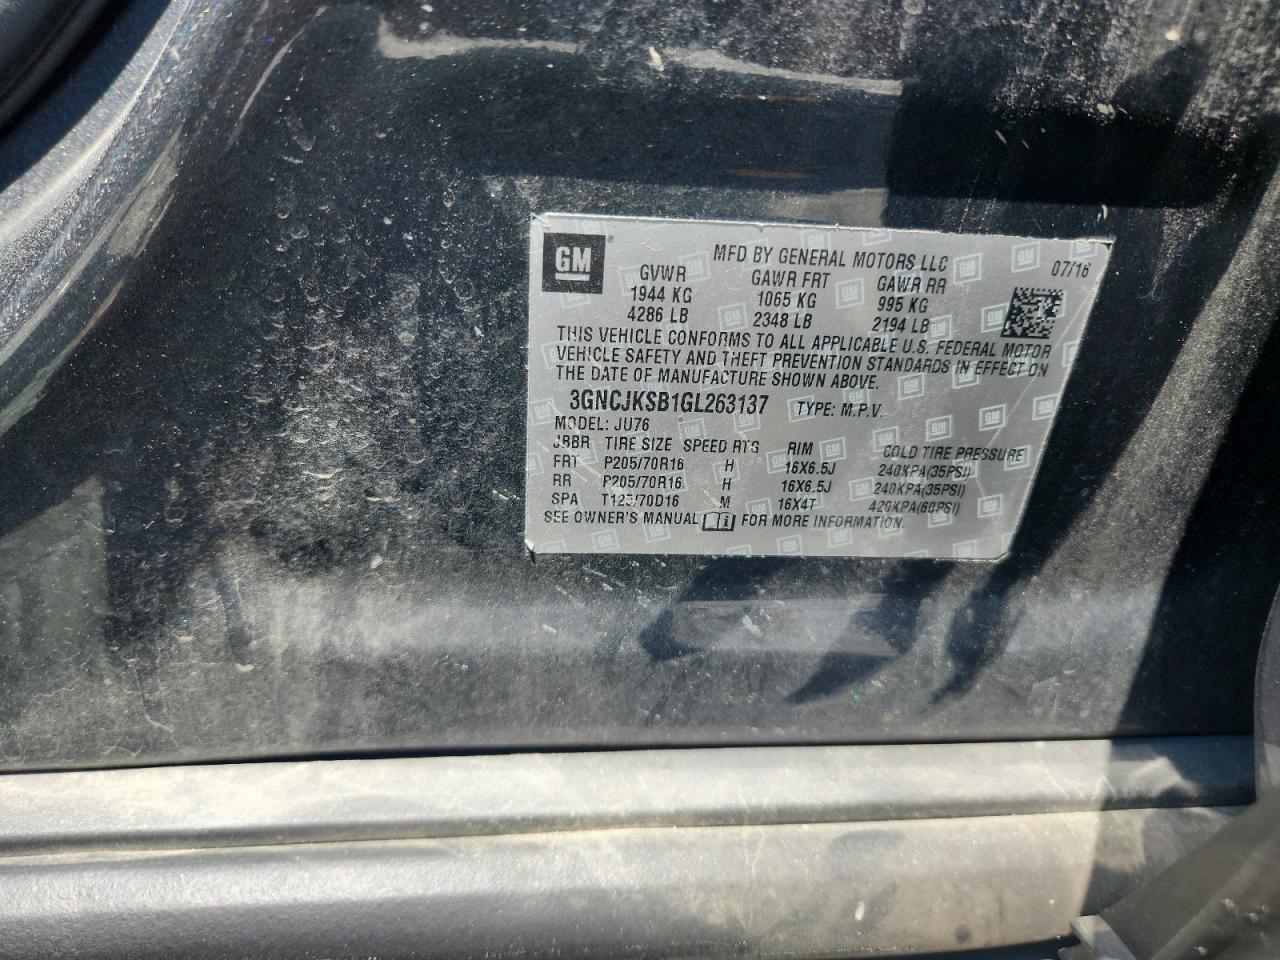 GM ®
MFD BY GENERAL MOTORS LLC 07/16
GVWR GAWR FRT GAWR RR
1944 KG 1065 KG 995 KG
4286 LB 2348 LB 2194 LB
THIS VEHICLE CONFORMS TO ALL APPLICABLE U.S. FEDERAL MOTOR
VEHICLE SAFETY AND THEFT PREVENTION STANDARDS IN EFFECT ON
THE DATE OF MANUFACTURE SHOWN ABOVE.
3GNCJKSB1GL263137 TYPE: M.P.V.
MODEL: JU76
JBBR TIRE SIZE SPEED RTG RIM COLD TIRE PRESSURE
FRT P205/70R16 H 16X6.5J 240KPA(35PSI)
RR P205/70R16 H 16X6.5J 240KPA(35PSI)
SPA T125/70D16 M 16X4T 420KPA(60PSI)
SEE OWNER'S MANUAL FOR MORE INFORMATION.